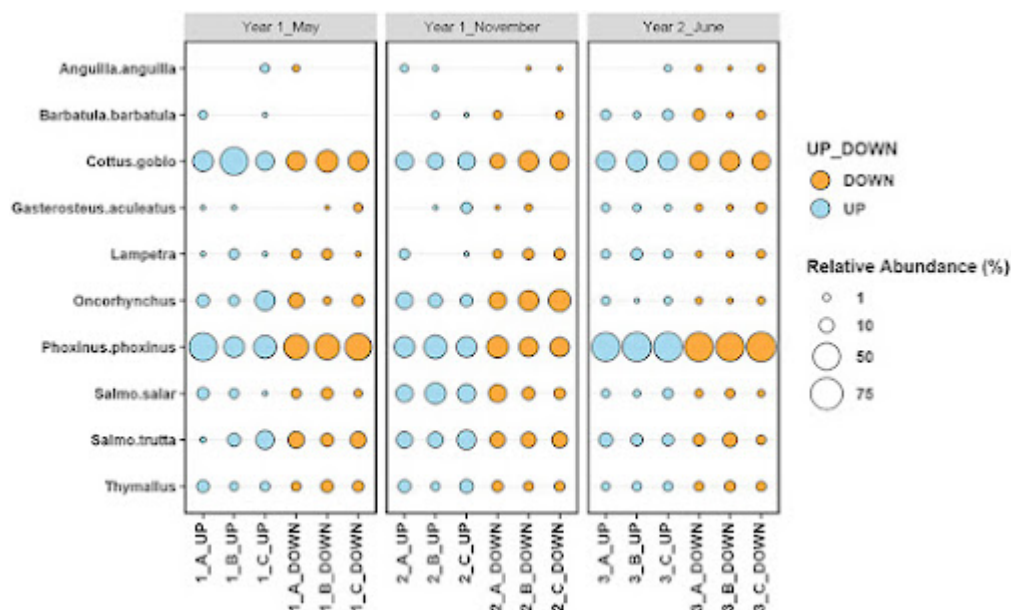 Year 1_May
Year 1_November
Year 2_June
Anguilla.anguilla
Barbatula.barbatula
Cottus.gobio
Gasterosteus.aculeatus
Lampetra
Oncorhynchus
Phoxinus.phoxinus
Salmo.salar
Salmo.trutta
Thymallus
1_A_UP
1_B_UP
1_C_UP
1_A_DOWN
1_B_DOWN
1_C_DOWN
2_A_UP
2_B_UP
2_C_UP
2_A_DOWN
2_B_DOWN
2_C_DOWN
3_A_UP
3_B_UP
3_C_UP
3_A_DOWN
3_B_DOWN
3_C_DOWN
UP_DOWN
DOWN
UP
Relative Abundance (%)
1
10
50
75